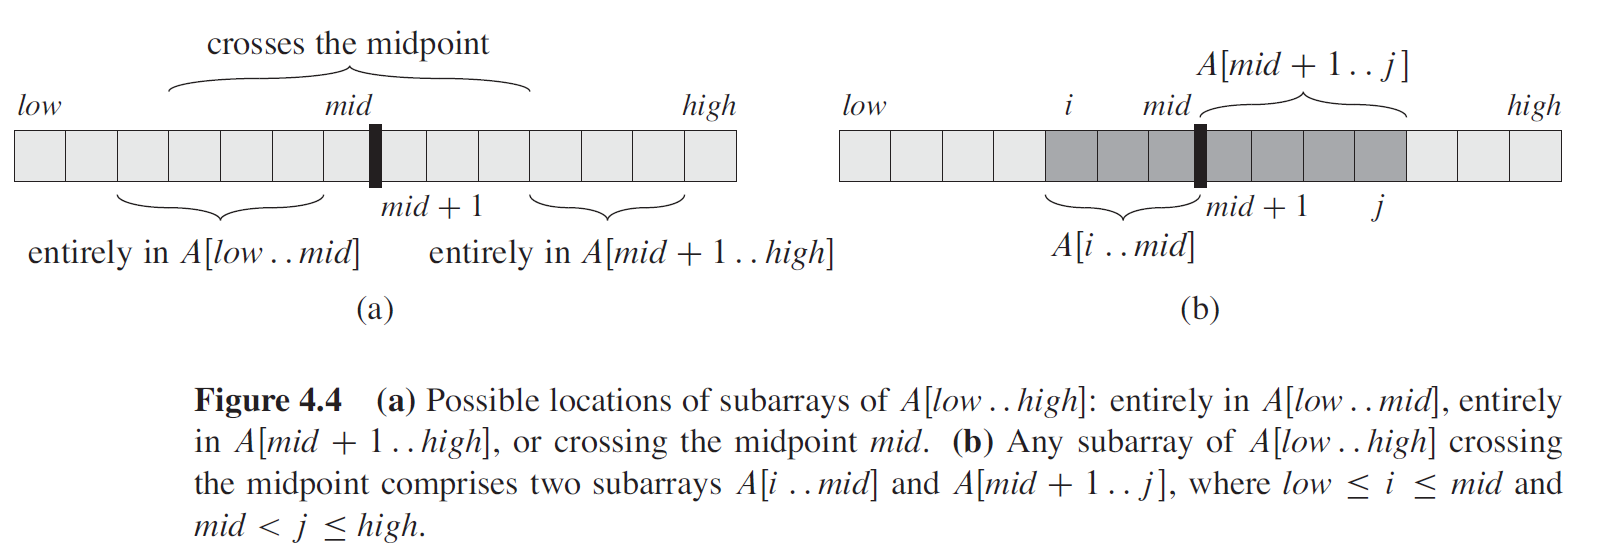 crosses the midpoint
low mid high
mid + 1
entirely in A[low . . mid] entirely in A[mid + 1 . . high]
(a)
A[mid + 1 . . j]
low i mid high
mid + 1 j
A[i . . mid]
(b)
Figure 4.4 (a) Possible locations of subarrays of A[low . . high]: entirely in A[low . . mid], entirely
in A[mid + 1 . . high], or crossing the midpoint mid. (b) Any subarray of A[low . . high] crossing
the midpoint comprises two subarrays A[i . . mid] and A[mid + 1 . . j], where low ≤ i ≤ mid and
mid < j ≤ high.